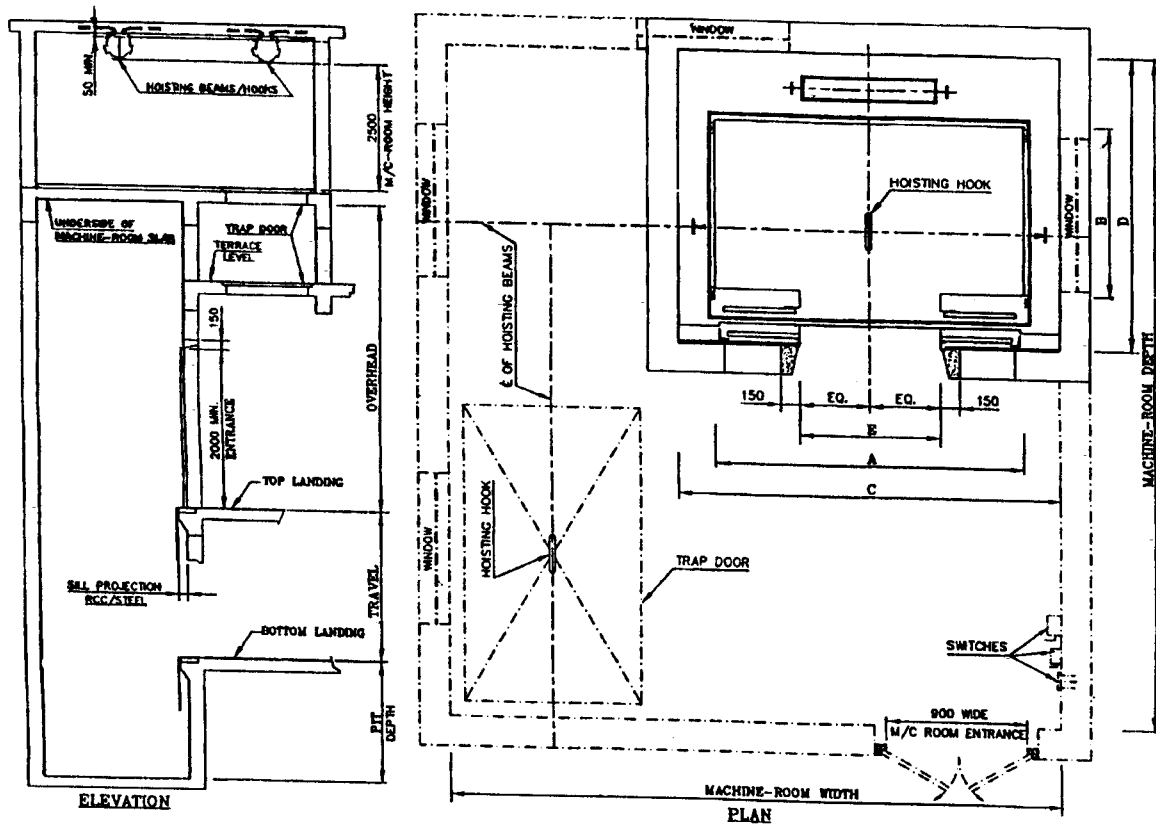 50 MIN.
HOISTING BEAMS/HOOKS
2500
M/C-ROOM HEIGHT
UNDERSIDE OF
MACHINE-ROOM SLAB
TRAP DOOR
TERRACE
LEVEL
150
2000 MIN.
ENTRANCE
OVERHEAD
TOP LANDING
SILL PROJECTION
RCC/STEEL
TRAVEL
BOTTOM LANDING
PIT
DEPTH
ELEVATION
WINDOW
WINDOW
HOISTING HOOK
WINDOW
B
D
℄ OF HOISTING BEAMS
MACHINE-ROOM DEPTH
150
EQ.
EQ.
150
E
A
C
WINDOW
HOISTING HOOK
TRAP DOOR
SWITCHES
900 WIDE
M/C ROOM ENTRANCE
MACHINE-ROOM WIDTH
PLAN